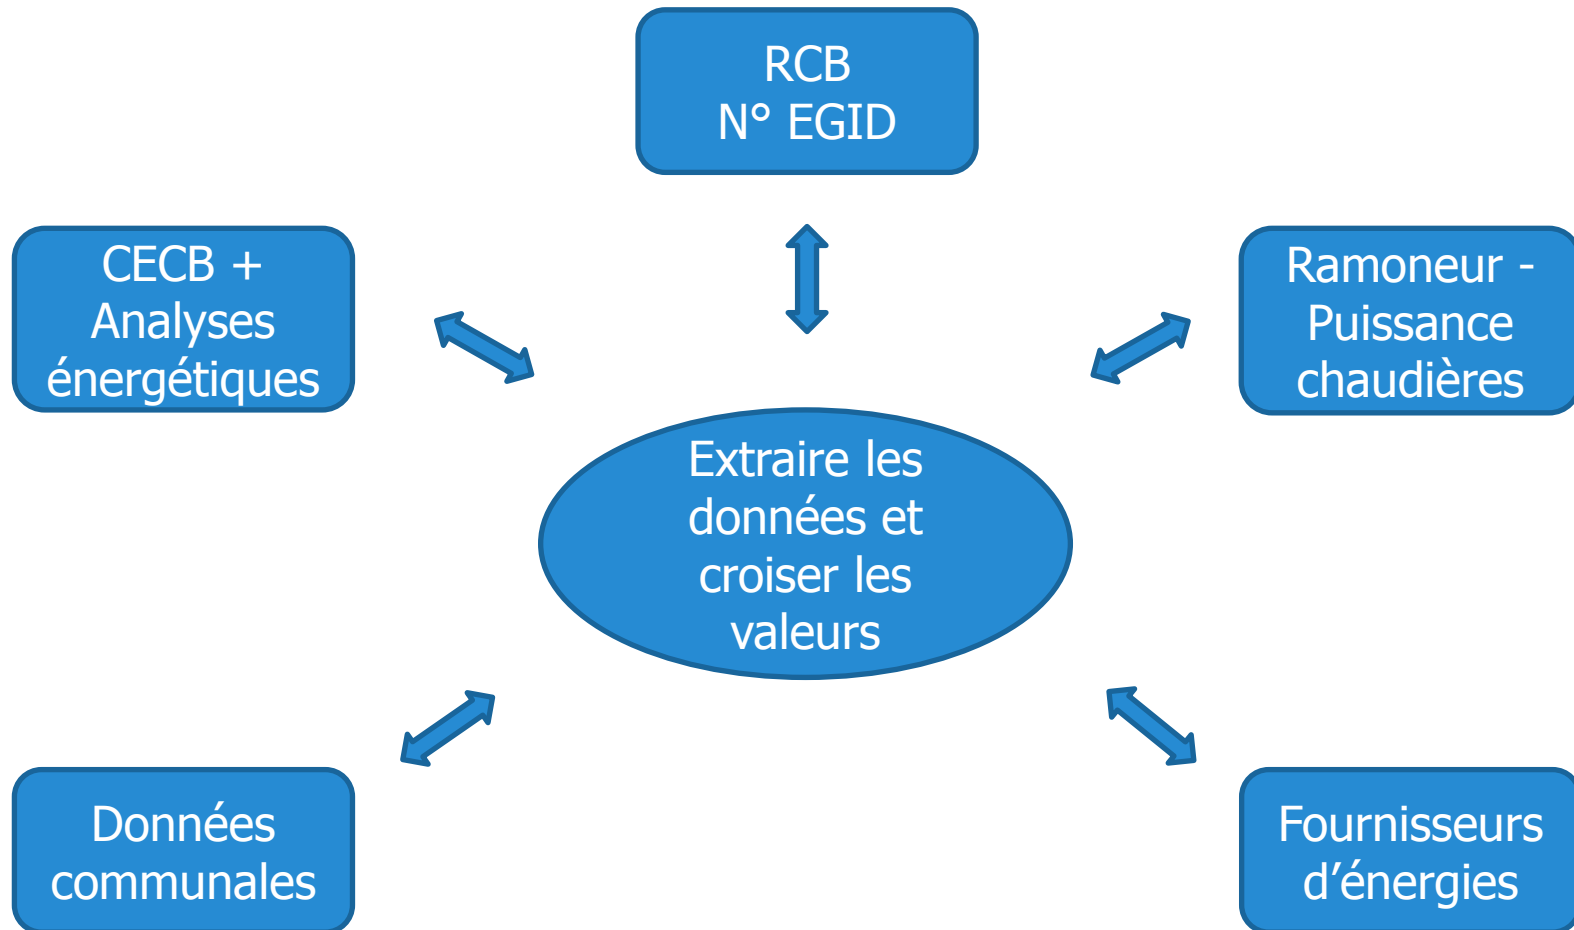 RCB
N° EGID
CECB +
Analyses
énergétiques
Ramoneur -
Puissance
chaudières
Extraire les
données et
croiser les
valeurs
Données
communales
Fournisseurs
d’énergies